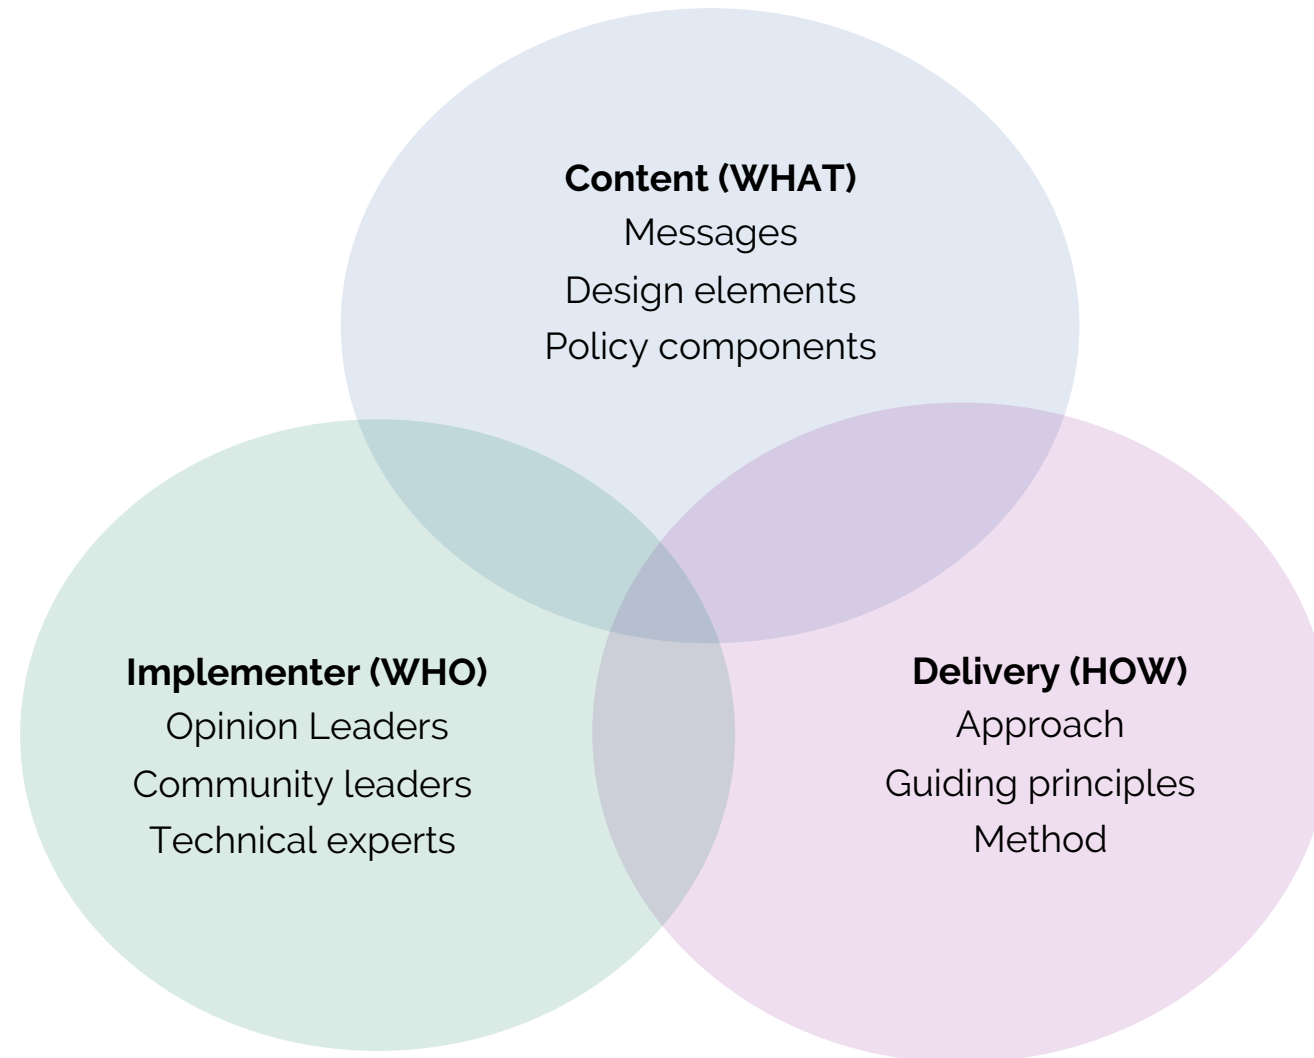 Content (WHAT)
Messages
Design elements
Policy components
Implementer (WHO)
Opinion Leaders
Community leaders
Technical experts
Delivery (HOW)
Approach
Guiding principles
Method